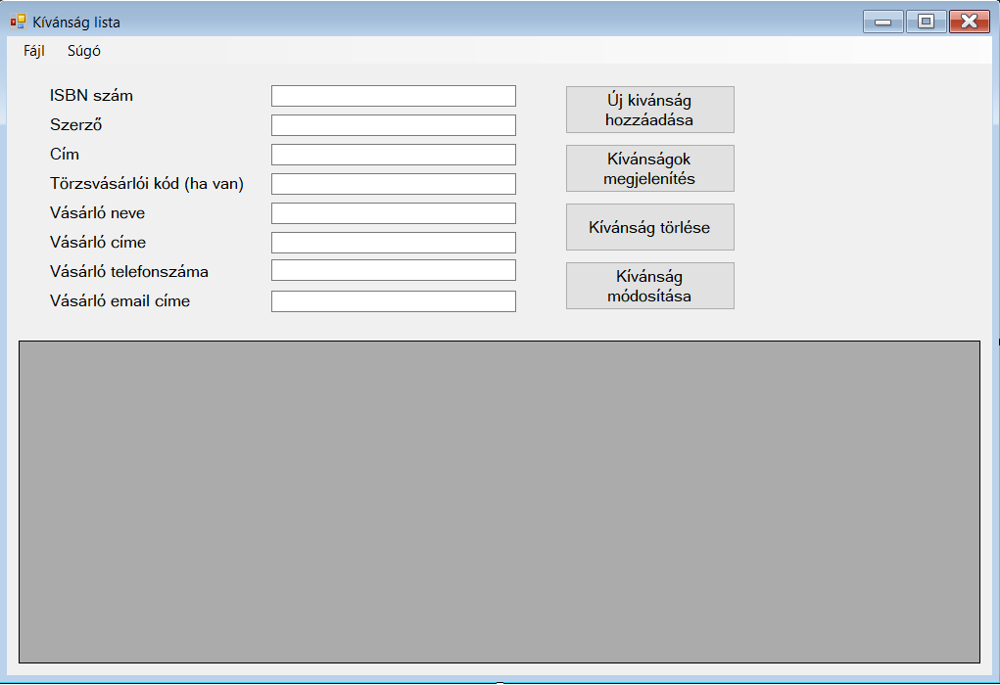 Kívánság lista
Fájl Súgó
ISBN szám
Szerző
Cím
Törzsvásárlói kód (ha van)
Vásárló neve
Vásárló címe
Vásárló telefonszáma
Vásárló email címe
Új kivánság
hozzáadása
Kívánságok
megjelenítés
Kívánság törlése
Kívánság
módosítása